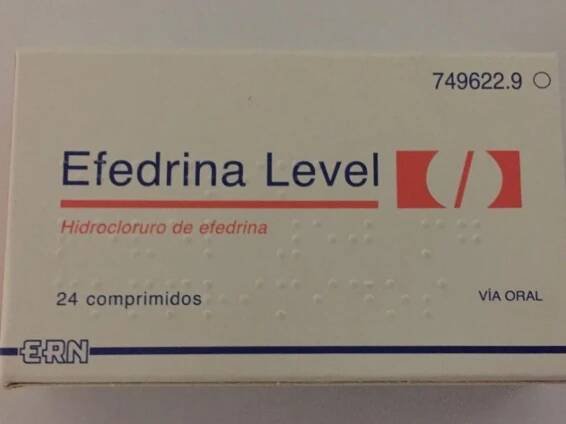 749622.9
Efedrina Level
Hidrocloruro de efedrina
24 comprimidos
VÍA ORAL
ERN